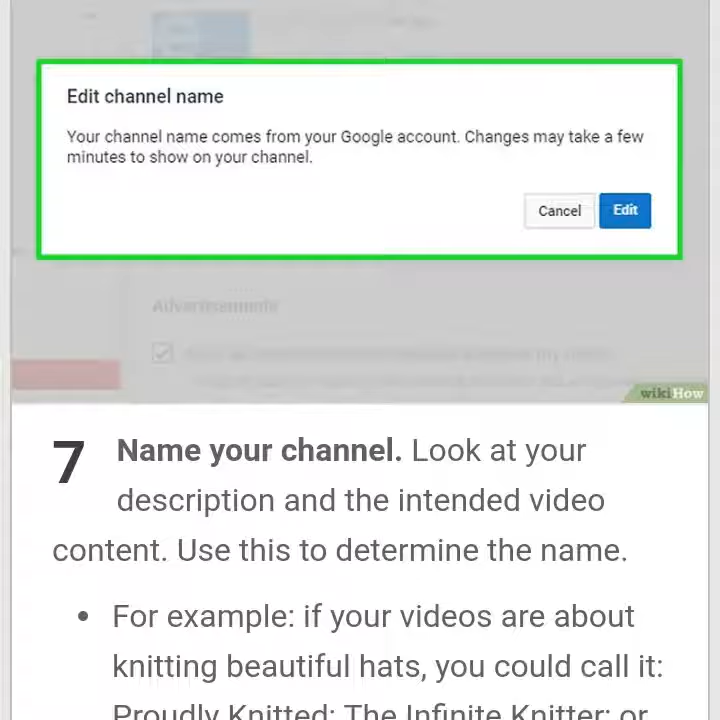 Edit channel name
Your channel name comes from your Google account. Changes may take a few
minutes to show on your channel.
Cancel
Edit
Advertisements
wikiHow
7 Name your channel. Look at your
description and the intended video
content. Use this to determine the name.
• For example: if your videos are about
knitting beautiful hats, you could call it:
Proudly Knitted; The Infinite Knitter; or